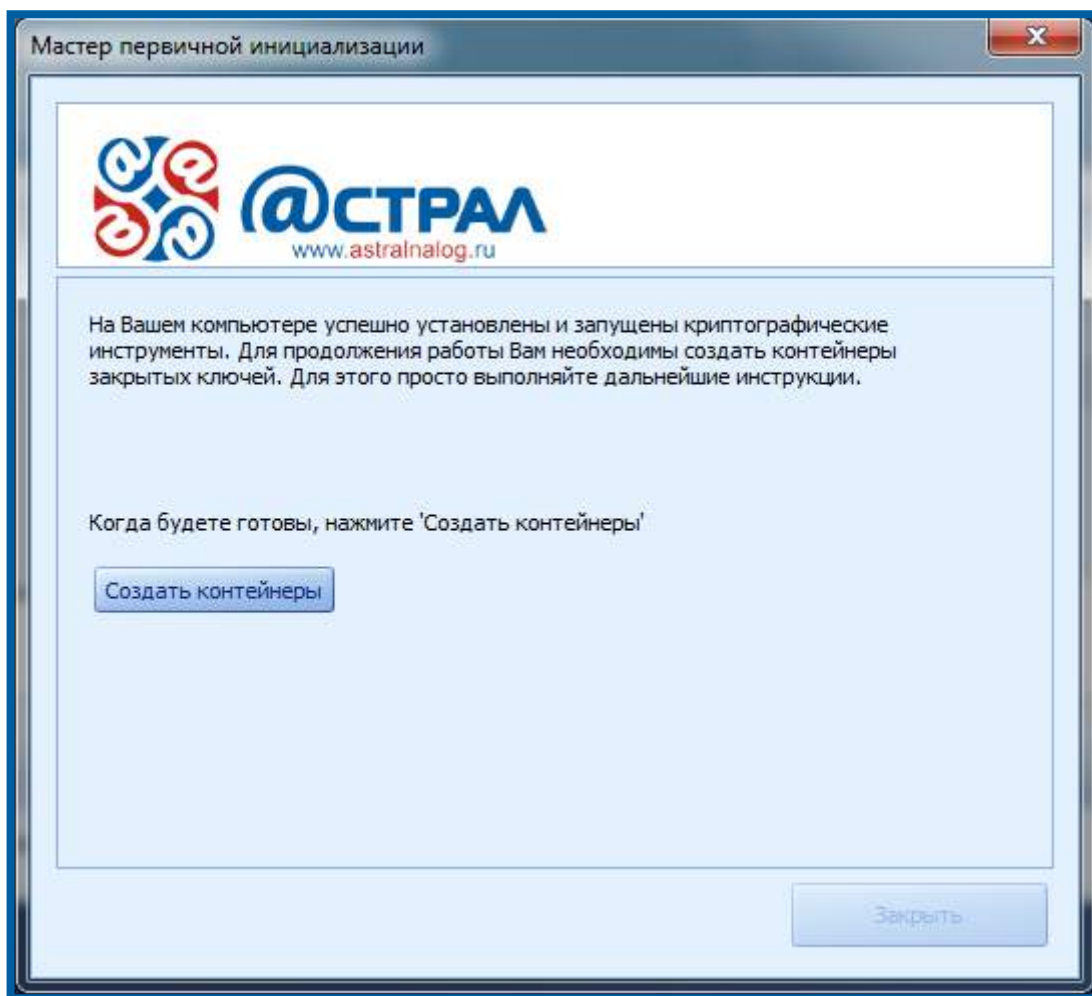 Мастер первичной инициализации
@СТРАЛ
www.astralnalog.ru
На Вашем компьютере успешно установлены и запущены криптографические
инструменты. Для продолжения работы Вам необходимы создать контейнеры
закрытых ключей. Для этого просто выполняйте дальнейшие инструкции.
Когда будете готовы, нажмите 'Создать контейнеры'
Создать контейнеры
Закрыть